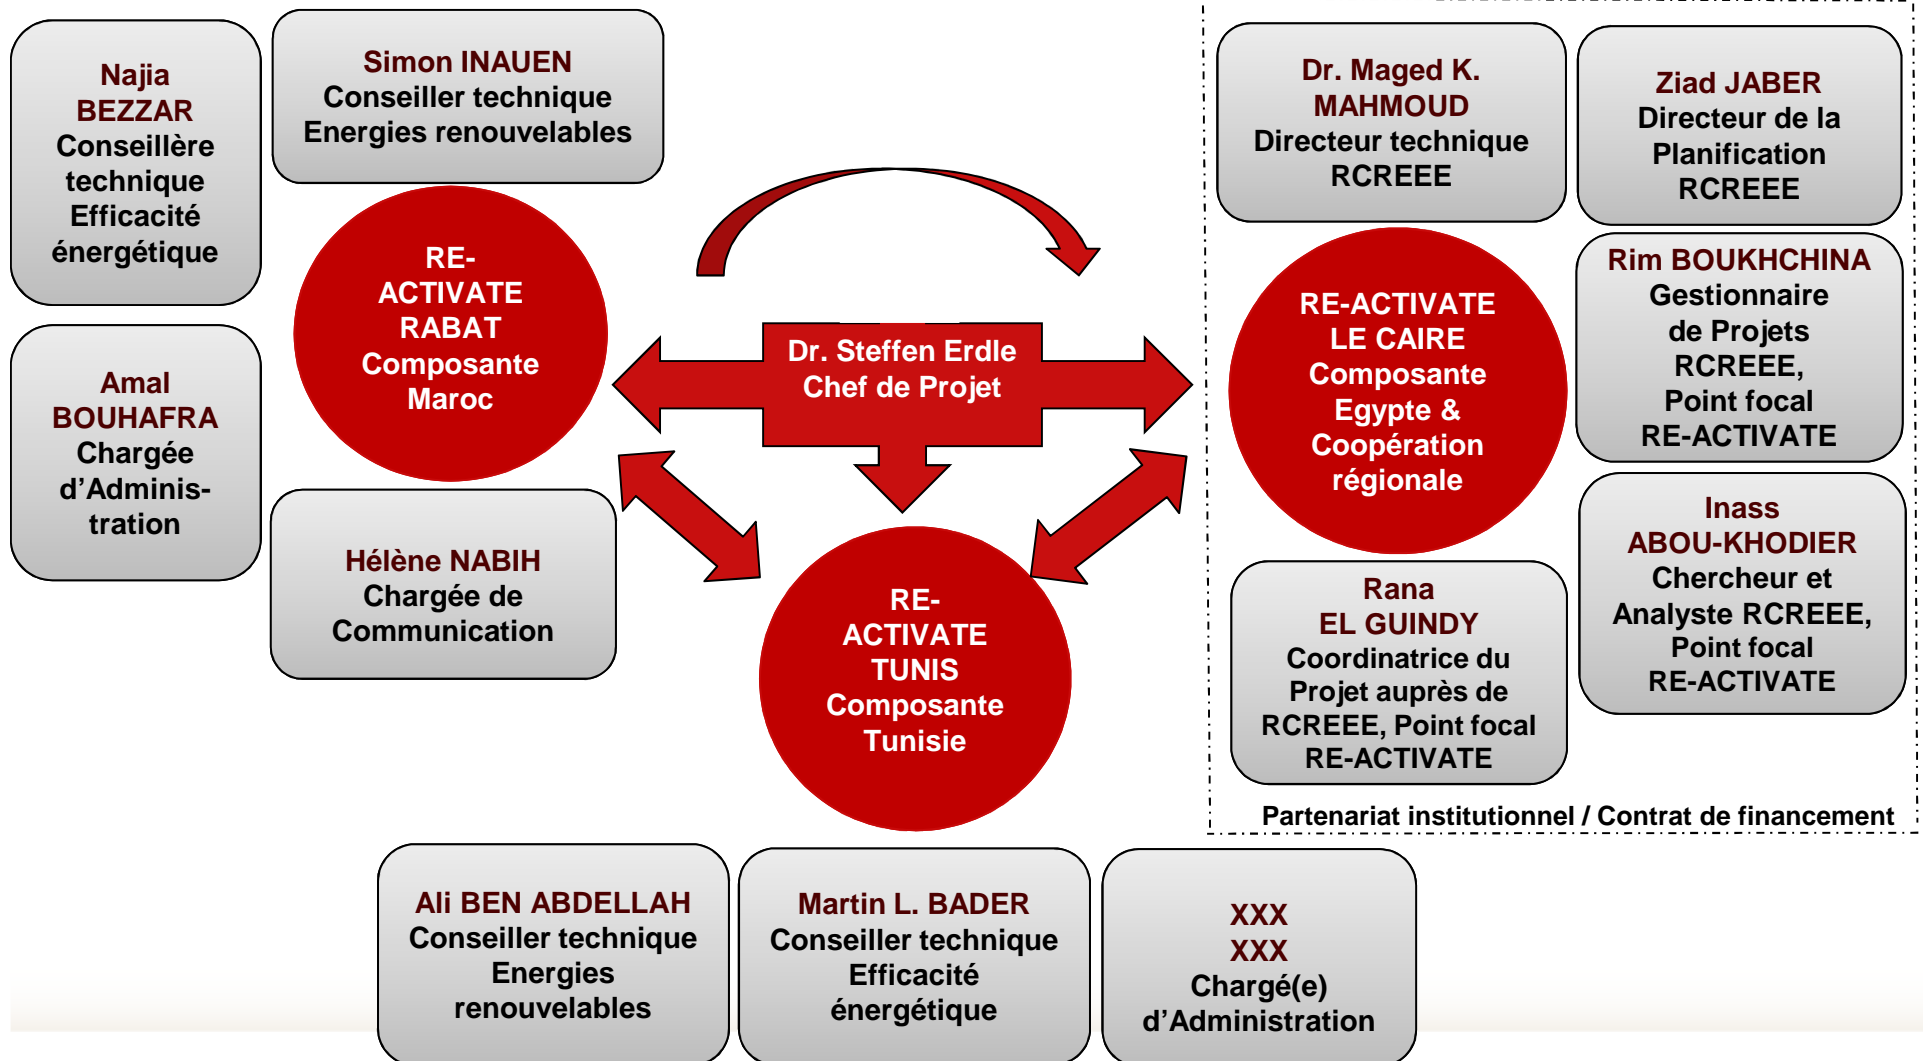 Najia
BEZZAR
Conseillère
technique
Efficacité
énergétique
Simon INAUEN
Conseiller technique
Energies renouvelables
Amal
BOUHAFRA
Chargée
d’Adminis-
tration
RE-
ACTIVATE
RABAT
Composante
Maroc
Hélène NABIH
Chargée de
Communication
Dr. Steffen Erdle
Chef de Projet
RE-
ACTIVATE
TUNIS
Composante
Tunisie
Dr. Maged K.
MAHMOUD
Directeur technique
RCREEE
Ziad JABER
Directeur de la
Planification
RCREEE
RE-ACTIVATE
LE CAIRE
Composante
Egypte &
Coopération
régionale
Rim BOUKHCHINA
Gestionnaire
de Projets
RCREEE,
Point focal
RE-ACTIVATE
Inass
ABOU-KHODIER
Chercheur et
Analyste RCREEE,
Point focal
RE-ACTIVATE
Rana
EL GUINDY
Coordinatrice du
Projet auprès de
RCREEE, Point focal
RE-ACTIVATE
Partenariat institutionnel / Contrat de financement
Ali BEN ABDELLAH
Conseiller technique
Energies
renouvelables
Martin L. BADER
Conseiller technique
Efficacité
énergétique
XXX
XXX
Chargé(e)
d’Administration